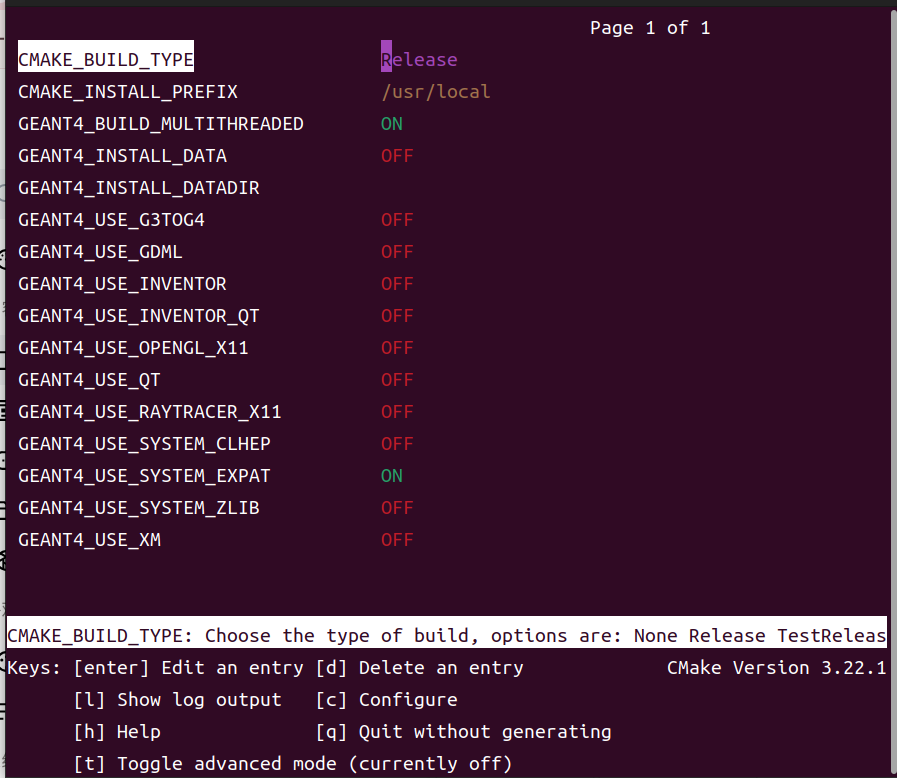 Page 1 of 1
CMAKE_BUILD_TYPE Release
CMAKE_INSTALL_PREFIX /usr/local
GEANT4_BUILD_MULTITHREADED ON
GEANT4_INSTALL_DATA OFF
GEANT4_INSTALL_DATADIR
GEANT4_USE_G3TOG4 OFF
GEANT4_USE_GDML OFF
GEANT4_USE_INVENTOR OFF
GEANT4_USE_INVENTOR_QT OFF
GEANT4_USE_OPENGL_X11 OFF
GEANT4_USE_QT OFF
GEANT4_USE_RAYTRACER_X11 OFF
GEANT4_USE_SYSTEM_CLHEP OFF
GEANT4_USE_SYSTEM_EXPAT ON
GEANT4_USE_SYSTEM_ZLIB OFF
GEANT4_USE_XM OFF
CMAKE_BUILD_TYPE: Choose the type of build, options are: None Release TestReleas
Keys: [enter] Edit an entry [d] Delete an entry CMake Version 3.22.1
[l] Show log output [c] Configure
[h] Help [q] Quit without generating
[t] Toggle advanced mode (currently off)